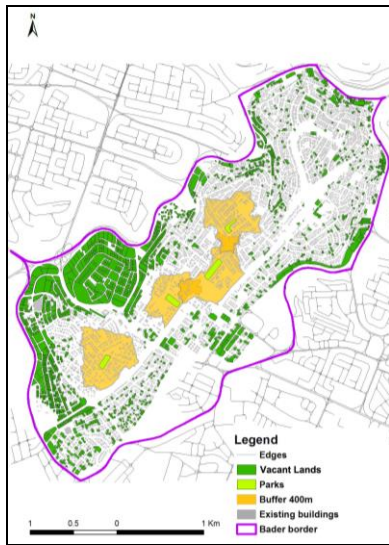 N
Legend
Edges
Vacant Lands
Parks
Buffer 400m
Existing buildings
Bader border
1 0.5 0 1 Km